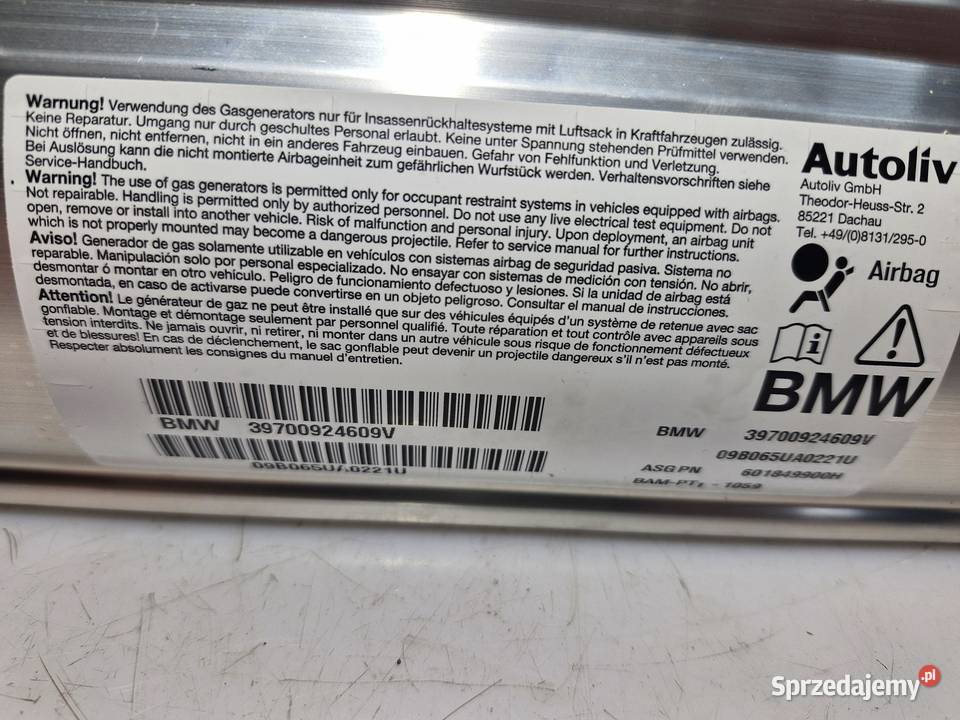 Warnung! Verwendung des Gasgenerators nur für Insassenrückhaltesysteme mit Luftsack in Kraftfahrzeugen zulässig.
Keine Reparatur. Umgang nur durch geschultes Personal erlaubt. Keine unter Spannung stehenden Prüfmittel verwenden.
Nicht öffnen, nicht entfernen, nicht in ein anderes Fahrzeug einbauen. Gefahr von Fehlfunktion und Verletzung.
Bei Auslösung kann die nicht montierte Airbageinheit zum gefährlichen Wurfstück werden. Verhaltensvorschriften siehe
Service-Handbuch.
Warning! The use of gas generators is permitted only for occupant restraint systems in vehicles equipped with airbags.
Not repairable. Handling is permitted only by authorized personnel. Do not use any live electrical test equipment. Do not
open, remove or install into another vehicle. Risk of malfunction and personal injury. Upon deployment, an airbag unit
which is not properly mounted may become a dangerous projectile. Refer to service manual for further instructions.
Aviso! Generador de gas solamente utilizable en vehículos con sistemas airbag de seguridad pasiva. Sistema no
reparable. Manipulación solo por personal especializado. No ensayar con sistemas de medición con tensión. No abrir,
desmontar ó montar en otro vehículo. Peligro de funcionamiento defectuoso y lesiones. Si la unidad de airbag está
desmontada, en caso de activarse puede convertirse en un objeto peligroso. Consultar el manual de instrucciones.
Attention! Le générateur de gaz ne peut être installé que sur des véhicules équipés d'un système de retenue avec sac
gonflable. Montage et démontage seulement par personnel qualifié. Toute réparation et tout contrôle avec appareils sous
tension interdits. Ne jamais ouvrir, ni retirer, ni monter dans un autre véhicule sous risque de fonctionnement défectueux
et de blessures! En cas de déclenchement, le sac gonflable peut devenir un projectile dangereux s'il n'est pas monté.
Respecter absolument les consignes du manuel d'entretien.
Autoliv
Autoliv GmbH
Theodor-Heuss-Str. 2
85221 Dachau
Tel. +49/(0)8131/295-0
Airbag
i
BMW
BMW 39700924609V
09B065UA0221U
BMW 39700924609V
09B065UA0221U
ASG PN 601849900H
BAM-PT1 - 1059
Sprzedajemy.pl